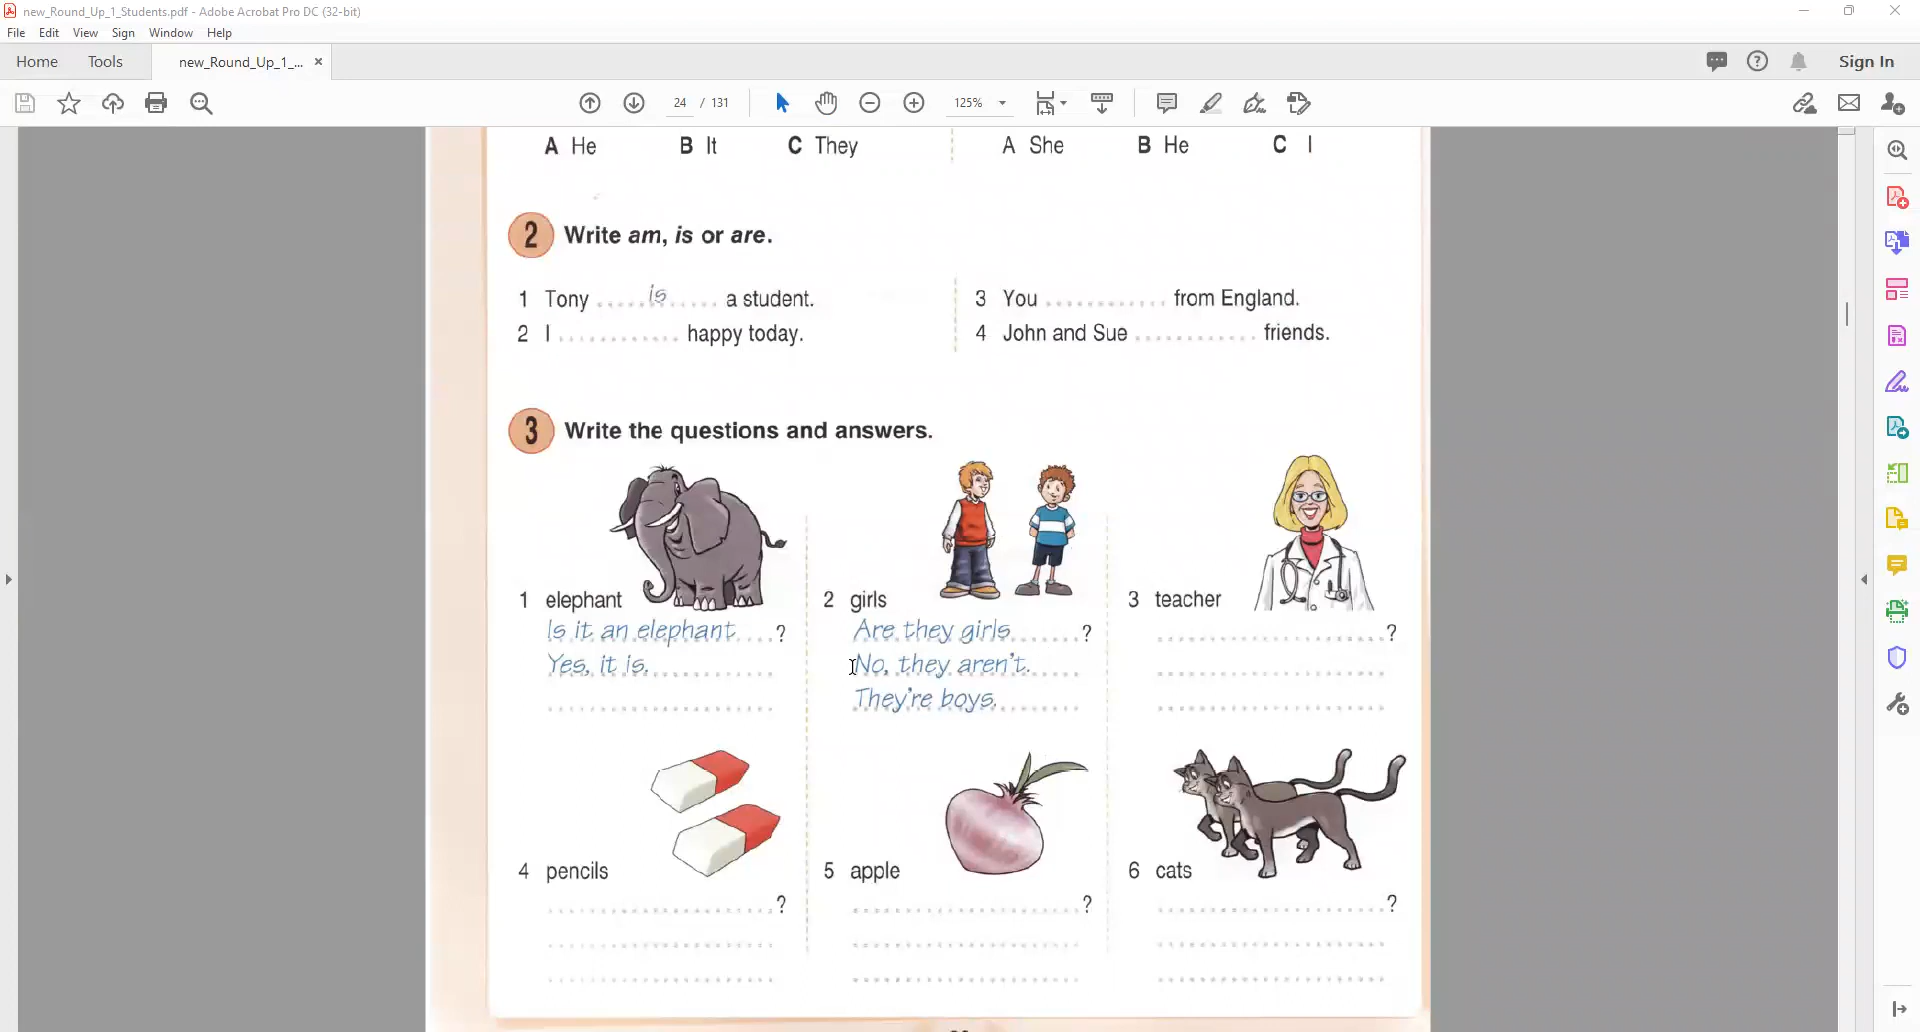 new_Round_Up_1_Students.pdf - Adobe Acrobat Pro DC (32-bit)
File Edit View Sign Window Help
Home Tools new_Round_Up_1_... × Sign In
24 / 131 125%
A He B It C They A She B He C I
2 Write am, is or are.
1 Tony ..... is ..... a student. 3 You ............ from England.
2 I ............ happy today. 4 John and Sue ............ friends.
3 Write the questions and answers.
1 elephant 2 girls 3 teacher
Is it an elephant ? Are they girls ? ?
Yes, it is. No, they aren't.
They're boys.
4 pencils 5 apple 6 cats
? ? ?